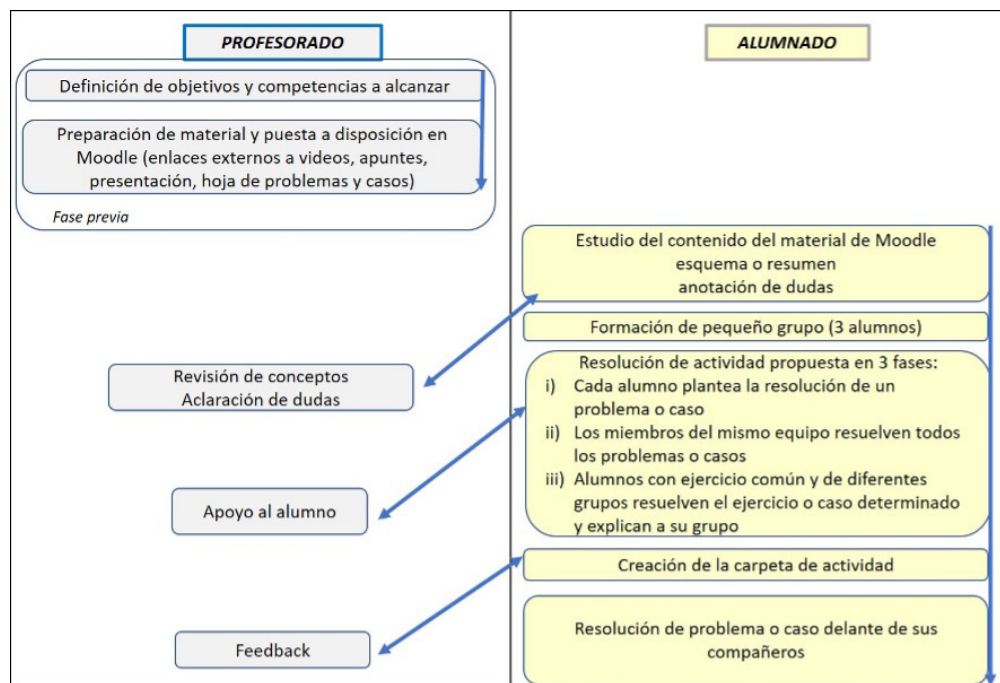 PROFESORADO
Definición de objetivos y competencias a alcanzar
Preparación de material y puesta a disposición en
Moodle (enlaces externos a videos, apuntes,
presentación, hoja de problemas y casos)
Fase previa
Revisión de conceptos
Aclaración de dudas
Apoyo al alumno
Feedback
ALUMNADO
Estudio del contenido del material de Moodle
esquema o resumen
anotación de dudas
Formación de pequeño grupo (3 alumnos)
Resolución de actividad propuesta en 3 fases:
i) Cada alumno plantea la resolución de un
problema o caso
ii) Los miembros del mismo equipo resuelven todos
los problemas o casos
iii) Alumnos con ejercicio común y de diferentes
grupos resuelven el ejercicio o caso determinado
y explican a su grupo
Creación de la carpeta de actividad
Resolución de problema o caso delante de sus
compañeros